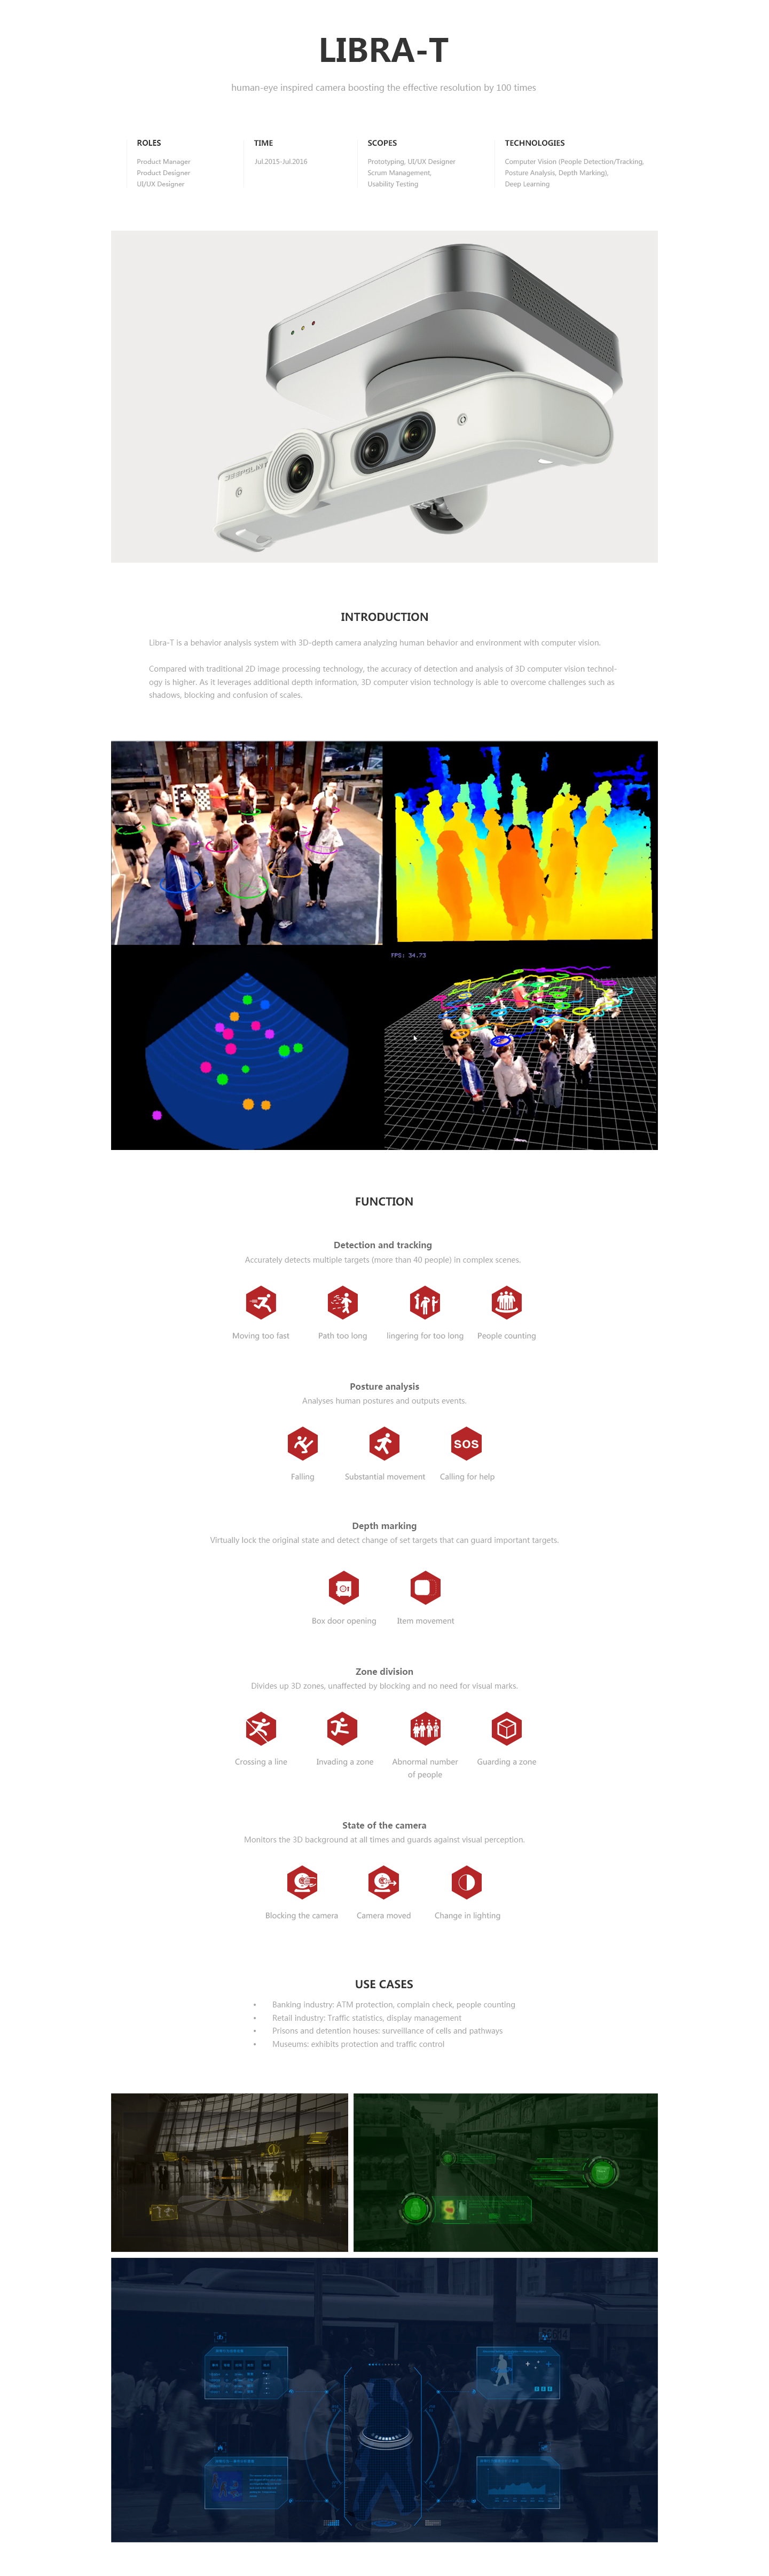 LIBRA-T
human-eye inspired camera boosting the effective resolution by 100 times
ROLES
Product Manager
Product Designer
UI/UX Designer
TIME
Jul.2015-Jul.2016
SCOPES
Prototyping, UI/UX Designer
Scrum Management,
Usability Testing
TECHNOLOGIES
Computer Vision (People Detection/Tracking,
Posture Analysis, Depth Marking),
Deep Learning
INTRODUCTION
Libra-T is a behavior analysis system with 3D-depth camera analyzing human behavior and environment with computer vision.
Compared with traditional 2D image processing technology, the accuracy of detection and analysis of 3D computer vision technol-
ogy is higher. As it leverages additional depth information, 3D computer vision technology is able to overcome challenges such as
shadows, blocking and confusion of scales.
FPS: 34.73
FUNCTION
Detection and tracking
Accurately detects multiple targets (more than 40 people) in complex scenes.
Moving too fast
Path too long
lingering for too long
People counting
Posture analysis
Analyses human postures and outputs events.
SOS
Falling
Substantial movement
Calling for help
Depth marking
Virtually lock the original state and detect change of set targets that can guard important targets.
Box door opening
Item movement
Zone division
Divides up 3D zones, unaffected by blocking and no need for visual marks.
Crossing a line
Invading a zone
Abnormal number
of people
Guarding a zone
State of the camera
Monitors the 3D background at all times and guards against visual perception.
Blocking the camera
Camera moved
Change in lighting
USE CASES
• Banking industry: ATM protection, complain check, people counting
• Retail industry: Traffic statistics, display management
• Prisons and detention houses: surveillance of cells and pathways
• Museums: exhibits protection and traffic control